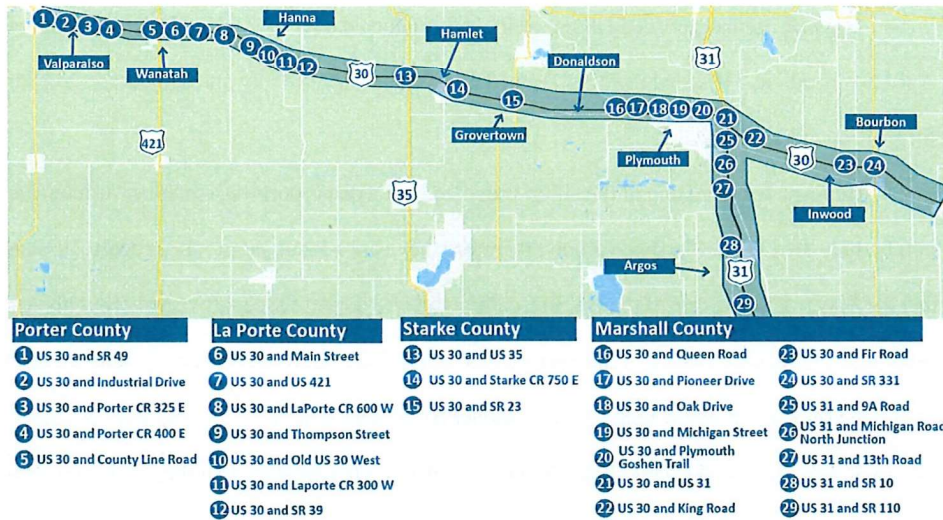 1 2 3 4 5 6 7 8
Hanna
Valparaiso
Wanatah
9 10 11 12
30
13
Hamlet
14
15
Grovertown
Donaldson
31
16 17 18 19 20
21
22
Plymouth
Bourbon
30
23 24
Inwood
421
35
25
26
27
28
Argos
31
29
Porter County
1 US 30 and SR 49
2 US 30 and Industrial Drive
3 US 30 and Porter CR 325 E
4 US 30 and Porter CR 400 E
5 US 30 and County Line Road
La Porte County
6 US 30 and Main Street
7 US 30 and US 421
8 US 30 and LaPorte CR 600 W
9 US 30 and Thompson Street
10 US 30 and Old US 30 West
11 US 30 and Laporte CR 300 W
12 US 30 and SR 39
Starke County
13 US 30 and US 35
14 US 30 and Starke CR 750 E
15 US 30 and SR 23
Marshall County
16 US 30 and Queen Road
17 US 30 and Pioneer Drive
18 US 30 and Oak Drive
19 US 30 and Michigan Street
20 US 30 and Plymouth
Goshen Trail
21 US 30 and US 31
22 US 30 and King Road
23 US 30 and Fir Road
24 US 30 and SR 331
25 US 31 and 9A Road
26 US 31 and Michigan Road
North Junction
27 US 31 and 13th Road
28 US 31 and SR 10
29 US 31 and SR 110